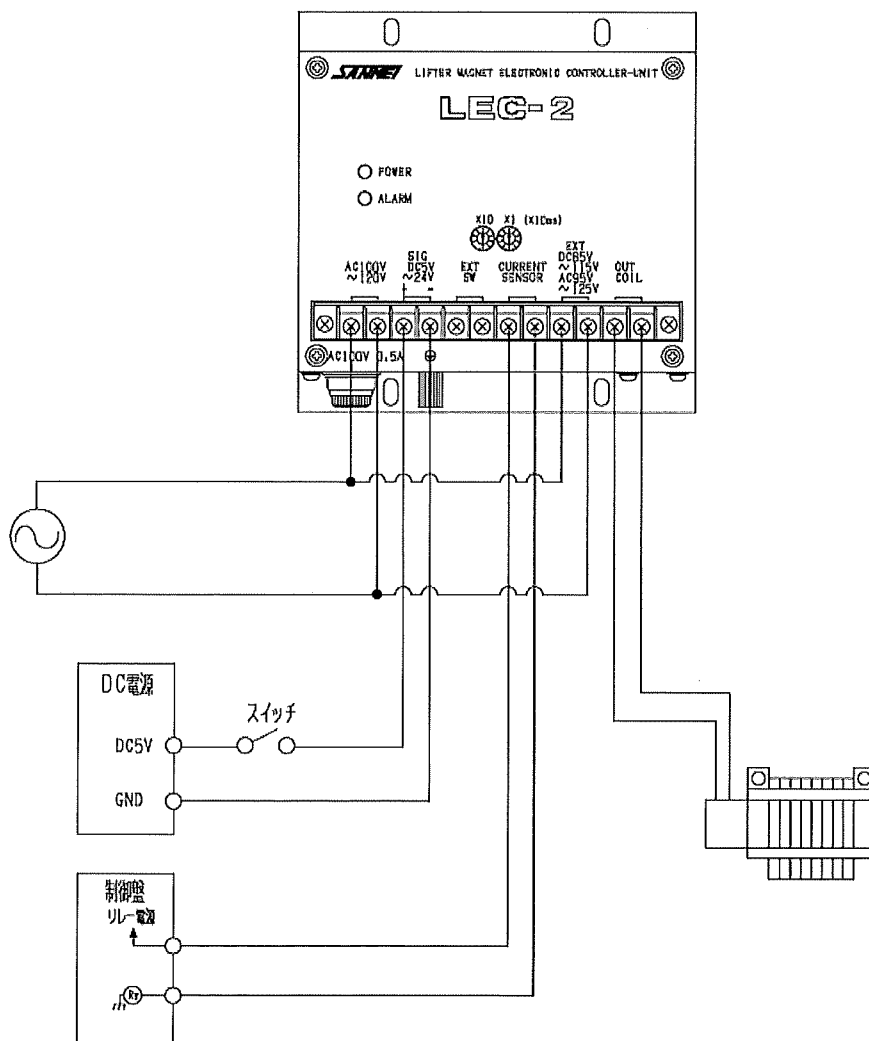 SANMEI LIFTER MAGNET ELECTRONIC CONTROLLER-UNIT
LEC-2
POWER
ALARM
X10 X1 (X10ms)
AC100V
~120V
SIG
DC5V
~24V
+ -
EXT
SW
CURRENT
SENSOR
EXT
DC85V
~115V
AC95V
~125V
OUT
COIL
AC100V 0.5A
DC電源
DC5V
GND
スイッチ
制御盤
リレー電源
Ry